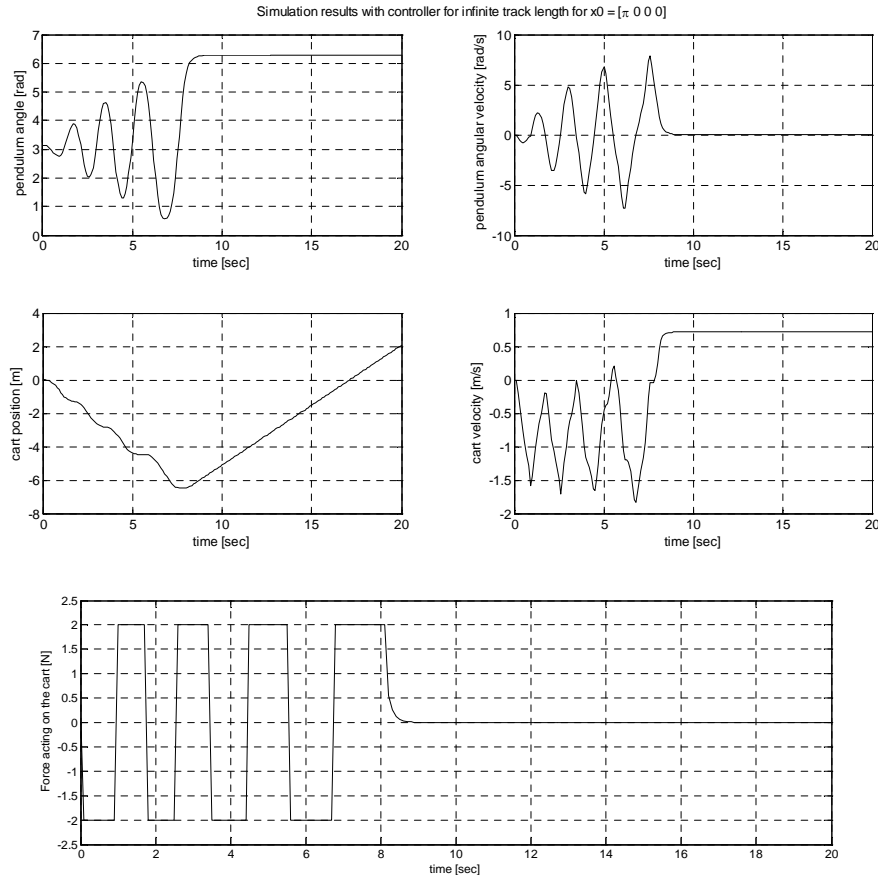 Simulation results with controller for infinite track length for x0 = [π 0 0 0]
pendulum angle [rad]
7
6
5
4
3
2
1
0
0 5 10 15 20
time [sec]
pendulum angular velocity [rad/s]
10
5
0
-5
-10
0 5 10 15 20
time [sec]
cart position [m]
4
2
0
-2
-4
-6
-8
0 5 10 15 20
time [sec]
cart velocity [m/s]
1
0.5
0
-0.5
-1
-1.5
-2
0 5 10 15 20
time [sec]
Force acting on the cart [N]
2.5
2
1.5
1
0.5
0
-0.5
-1
-1.5
-2
-2.5
0 2 4 6 8 10 12 14 16 18 20
time [sec]